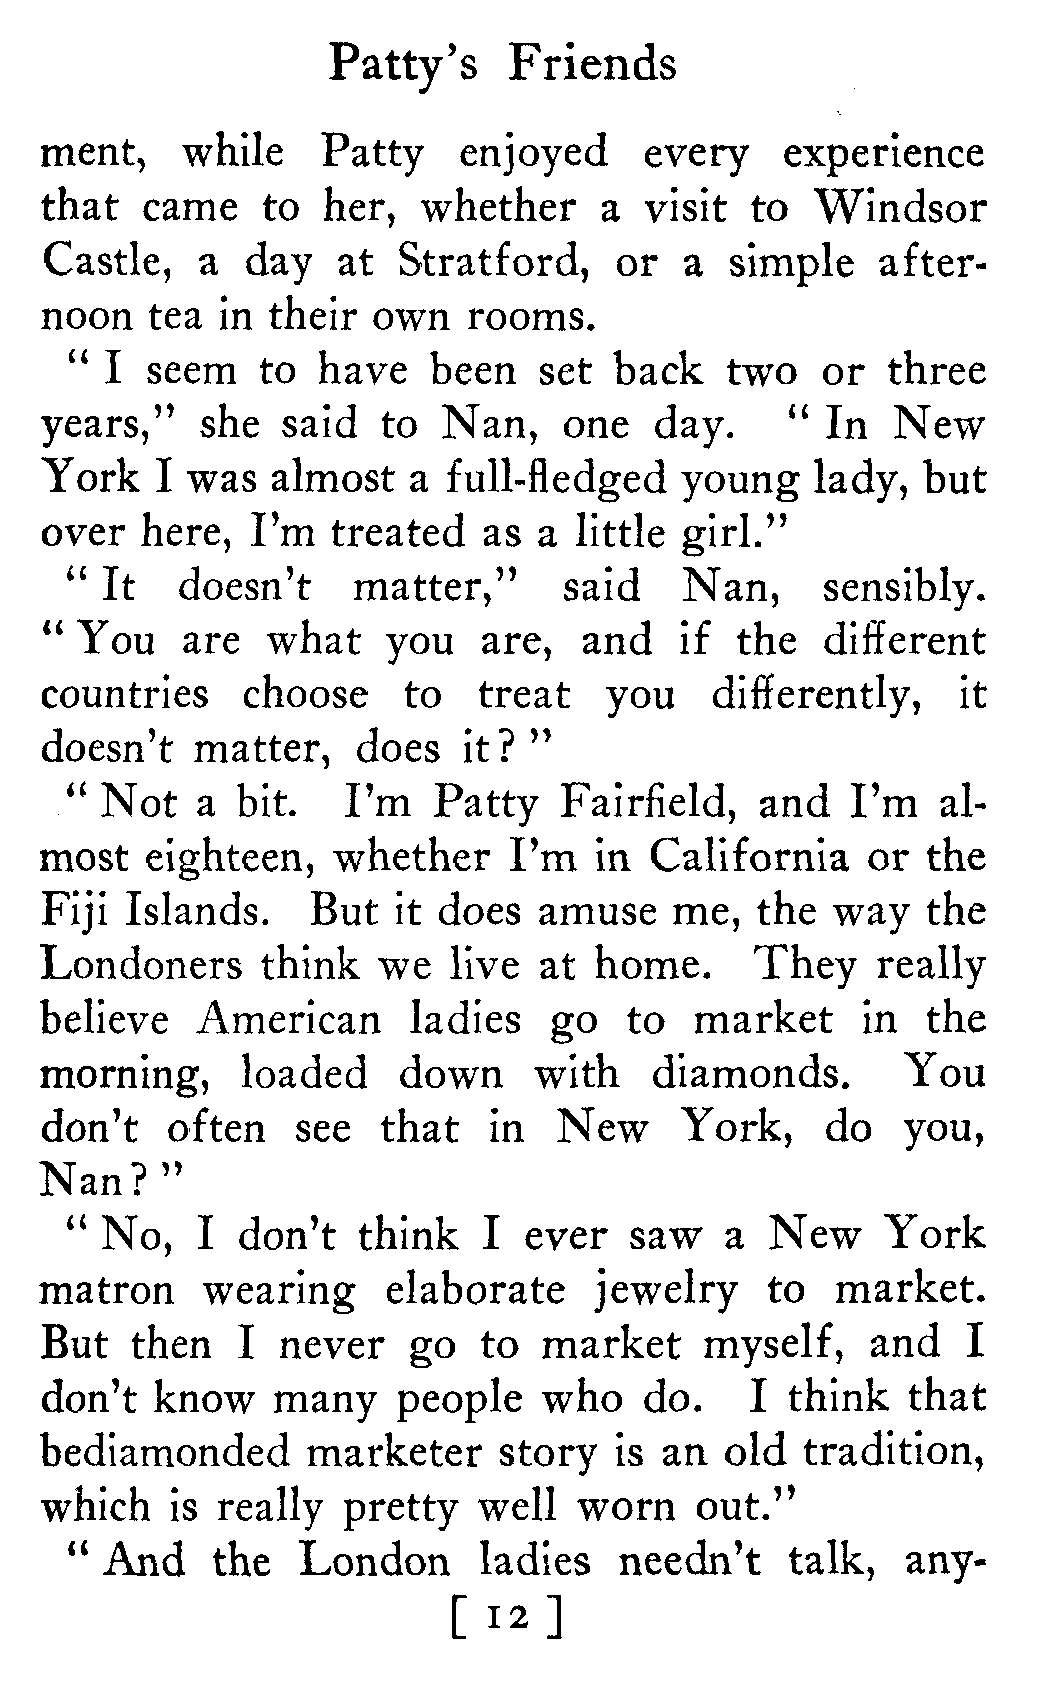 Patty's Friends
ment, while Patty enjoyed every experience
that came to her, whether a visit to Windsor
Castle, a day at Stratford, or a simple after-
noon tea in their own rooms.
" I seem to have been set back two or three
years," she said to Nan, one day. " In New
York I was almost a full-fledged young lady, but
over here, I'm treated as a little girl."
" It doesn't matter," said Nan, sensibly.
" You are what you are, and if the different
countries choose to treat you differently, it
doesn't matter, does it? "
" Not a bit. I'm Patty Fairfield, and I'm al-
most eighteen, whether I'm in California or the
Fiji Islands. But it does amuse me, the way the
Londoners think we live at home. They really
believe American ladies go to market in the
morning, loaded down with diamonds. You
don't often see that in New York, do you,
Nan? "
" No, I don't think I ever saw a New York
matron wearing elaborate jewelry to market.
But then I never go to market myself, and I
don't know many people who do. I think that
bediamonded marketer story is an old tradition,
which is really pretty well worn out."
" And the London ladies needn't talk, any-
[ 12 ]